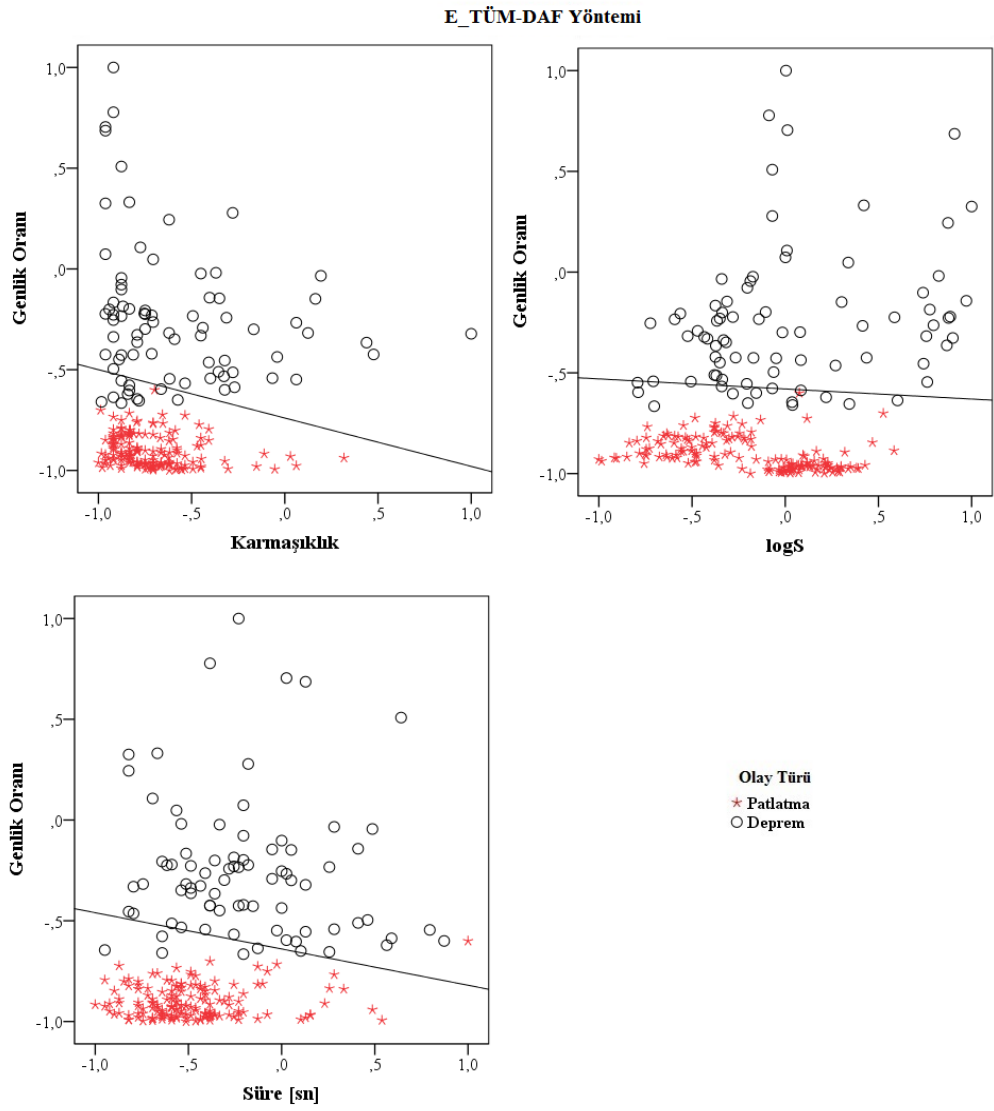 E_TÜM-DAF Yöntemi
Genlik Oranı
1,0
,5
,0
-,5
-1,0
-1,0 -,5 ,0 ,5 1,0
Karmaşıklık
Genlik Oranı
1,0
,5
,0
-,5
-1,0
-1,0 -,5 ,0 ,5 1,0
logS
Genlik Oranı
1,0
,5
,0
-,5
-1,0
-1,0 -,5 ,0 ,5 1,0
Süre [sn]
Olay Türü
Patlatma
Deprem